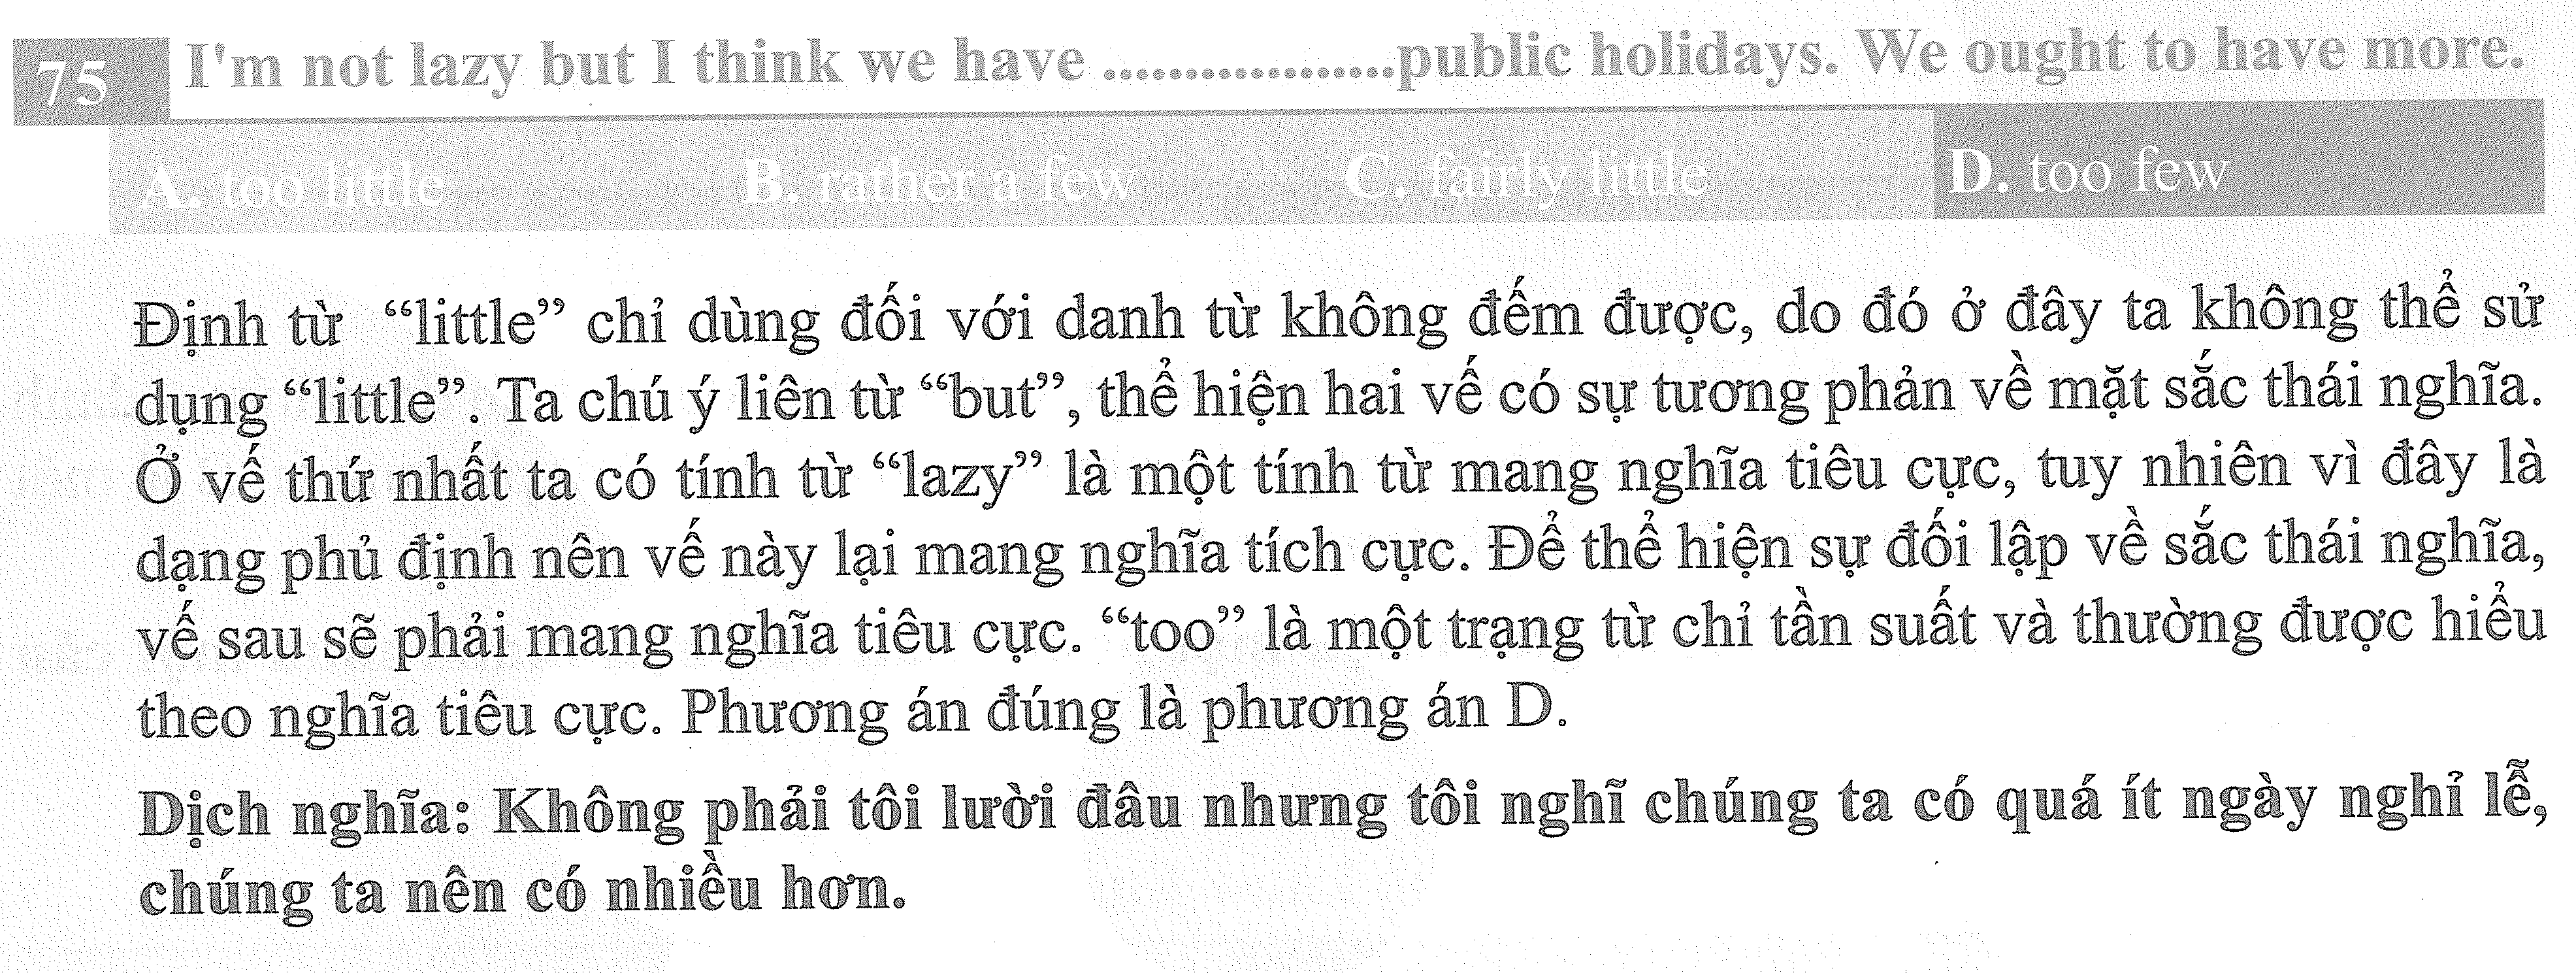 75 I'm not lazy but I think we have .................public holidays. We ought to have more.
A. too little B. rather a few C. fairly little D. too few
Định từ “little” chỉ dùng đối với danh từ không đếm được, do đó ở đây ta không thể sử
dụng “little”. Ta chú ý liên từ “but”, thể hiện hai vế có sự tương phản về mặt sắc thái nghĩa.
Ở vế thứ nhất ta có tính từ “lazy” là một tính từ mang nghĩa tiêu cực, tuy nhiên vì đây là
dạng phủ định nên vế này lại mang nghĩa tích cực. Để thể hiện sự đối lập về sắc thái nghĩa,
vế sau sẽ phải mang nghĩa tiêu cực. “too” là một trạng từ chỉ tần suất và thường được hiểu
theo nghĩa tiêu cực. Phương án đúng là phương án D.
Dịch nghĩa: Không phải tôi lười đâu nhưng tôi nghĩ chúng ta có quá ít ngày nghỉ lễ,
chúng ta nên có nhiều hơn.